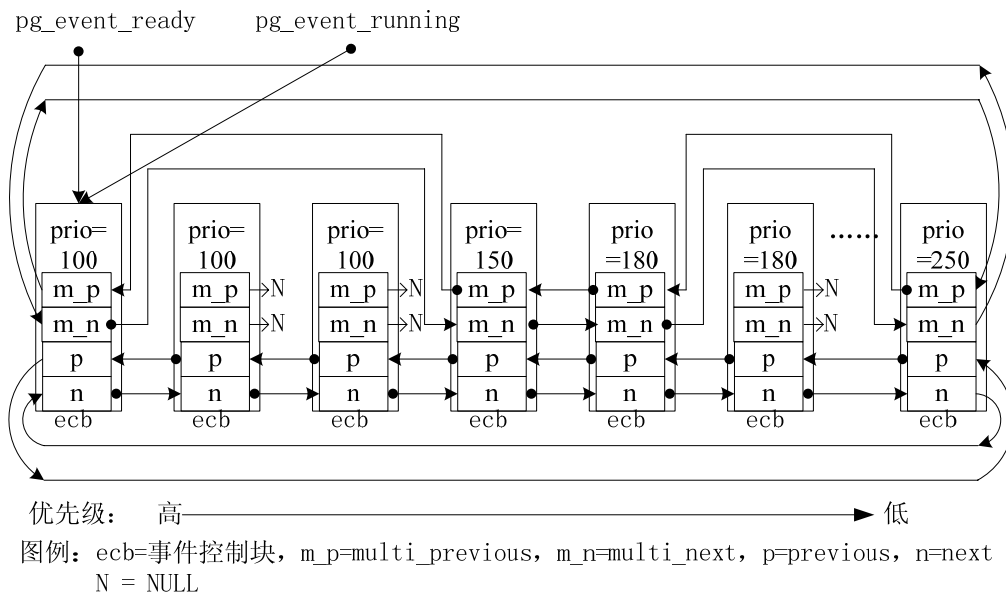 pg_event_ready pg_event_running
prio= prio= prio= prio= prio prio prio
100 100 100 150 =180 =180 …… =250
m_p m_p N m_p N m_p m_p m_p N m_p
m_n m_n N m_n N m_n m_n m_n N m_n
p p p p p p p
n n n n n n n
ecb ecb ecb ecb ecb ecb ecb
优先级: 高 低
图例: ecb=事件控制块, m_p=multi_previous, m_n=multi_next, p=previous, n=next
N = NULL